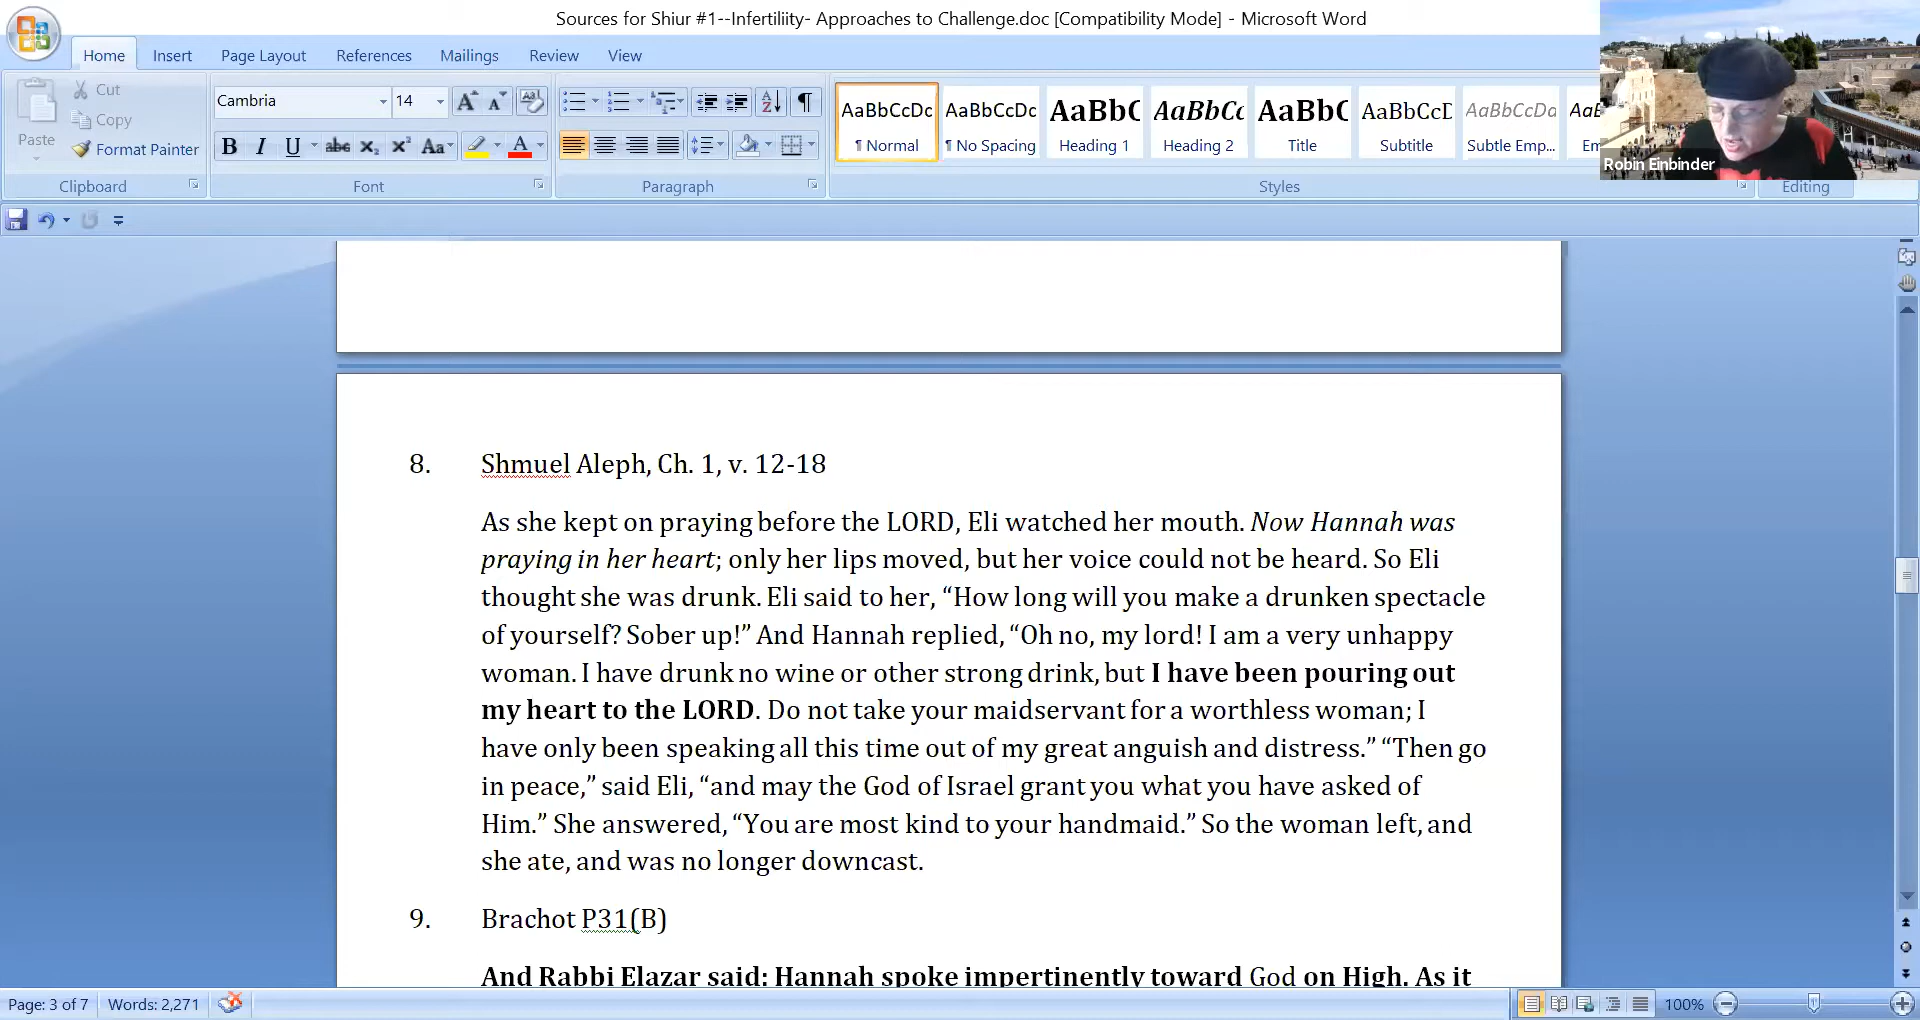 Sources for Shiur #1--Infertiliity- Approaches to Challenge.doc [Compatibility Mode] - Microsoft Word
Home Insert Page Layout References Mailings Review View
Paste
Cut
Copy
Format Painter
Clipboard
Cambria 14
Font
Paragraph
AaBbCcDc AaBbCcDc AaBbC AaBbCc AaBbC AaBbCcD AaBbCcDa AaB
¶ Normal ¶ No Spacing Heading 1 Heading 2 Title Subtitle Subtle Emp... Em
Styles
Editing
Robin Einbinder
8. Shmuel Aleph, Ch. 1, v. 12-18
As she kept on praying before the LORD, Eli watched her mouth. Now Hannah was
praying in her heart; only her lips moved, but her voice could not be heard. So Eli
thought she was drunk. Eli said to her, “How long will you make a drunken spectacle
of yourself? Sober up!” And Hannah replied, “Oh no, my lord! I am a very unhappy
woman. I have drunk no wine or other strong drink, but I have been pouring out
my heart to the LORD. Do not take your maidservant for a worthless woman; I
have only been speaking all this time out of my great anguish and distress.” “Then go
in peace,” said Eli, “and may the God of Israel grant you what you have asked of
Him.” She answered, “You are most kind to your handmaid.” So the woman left, and
she ate, and was no longer downcast.
9. Brachot P31(B)
And Rabbi Elazar said: Hannah spoke impertinently toward God on High. As it
Page: 3 of 7 Words: 2,271 100%